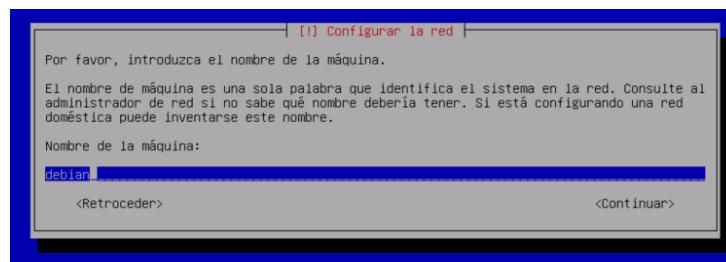 [!] Configurar la red
Por favor, introduzca el nombre de la máquina.
El nombre de máquina es una sola palabra que identifica el sistema en la red. Consulte al
administrador de red si no sabe qué nombre debería tener. Si está configurando una red
doméstica puede inventarse este nombre.
Nombre de la máquina:
debian
<Retroceder> <Continuar>